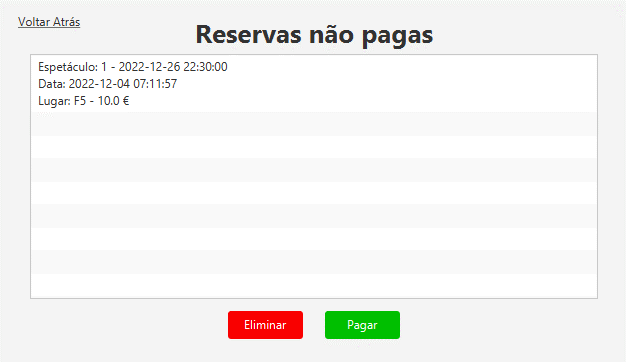 Voltar Atrás
Reservas não pagas
Espetáculo: 1 - 2022-12-26 22:30:00
Data: 2022-12-04 07:11:57
Lugar: F5 - 10.0 €
Eliminar
Pagar